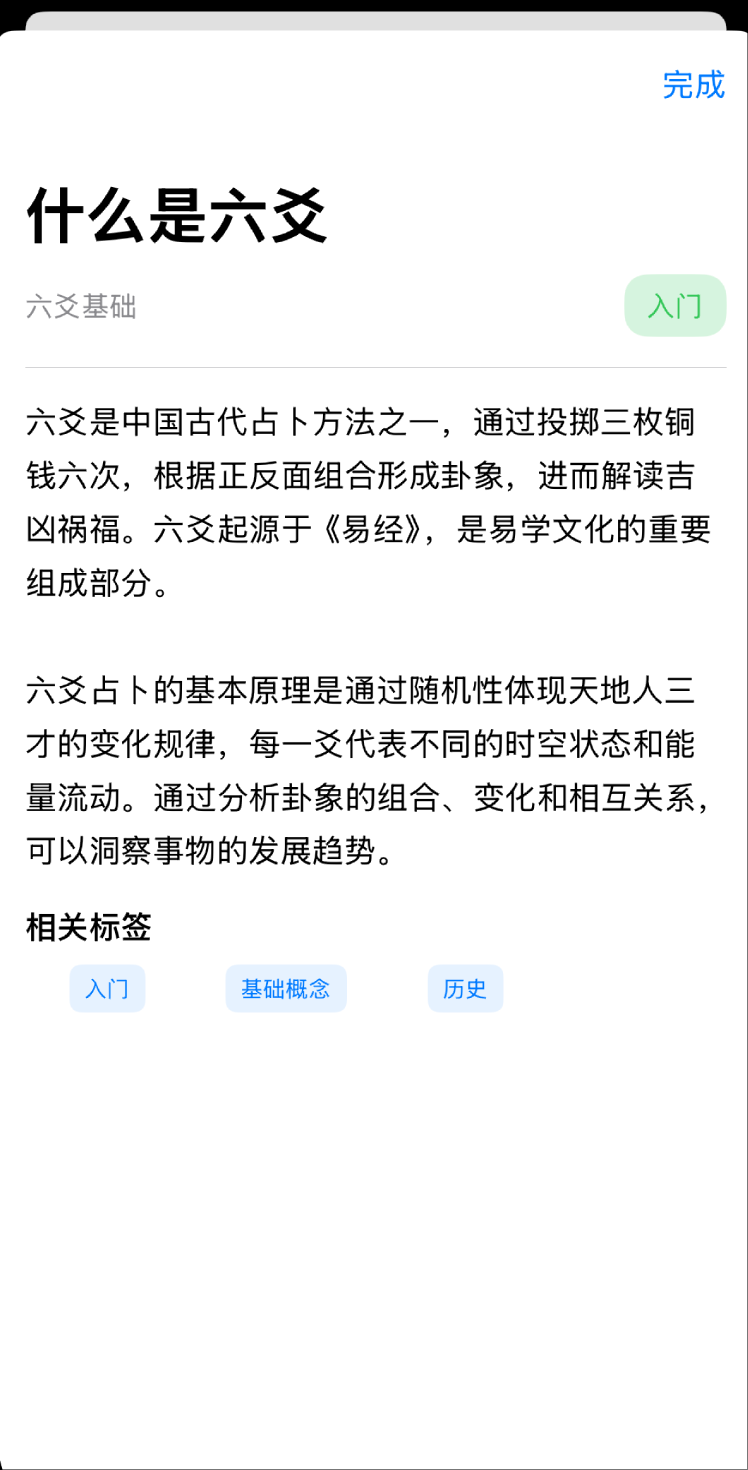 完成
什么是六爻
六爻基础
入门
六爻是中国古代占卜方法之一，通过投掷三枚铜
钱六次，根据正反面组合形成卦象，进而解读吉
凶祸福。六爻起源于《易经》，是易学文化的重要
组成部分。
六爻占卜的基本原理是通过随机性体现天地人三
才的变化规律，每一爻代表不同的时空状态和能
量流动。通过分析卦象的组合、变化和相互关系，
可以洞察事物的发展趋势。
相关标签
入门
基础概念
历史